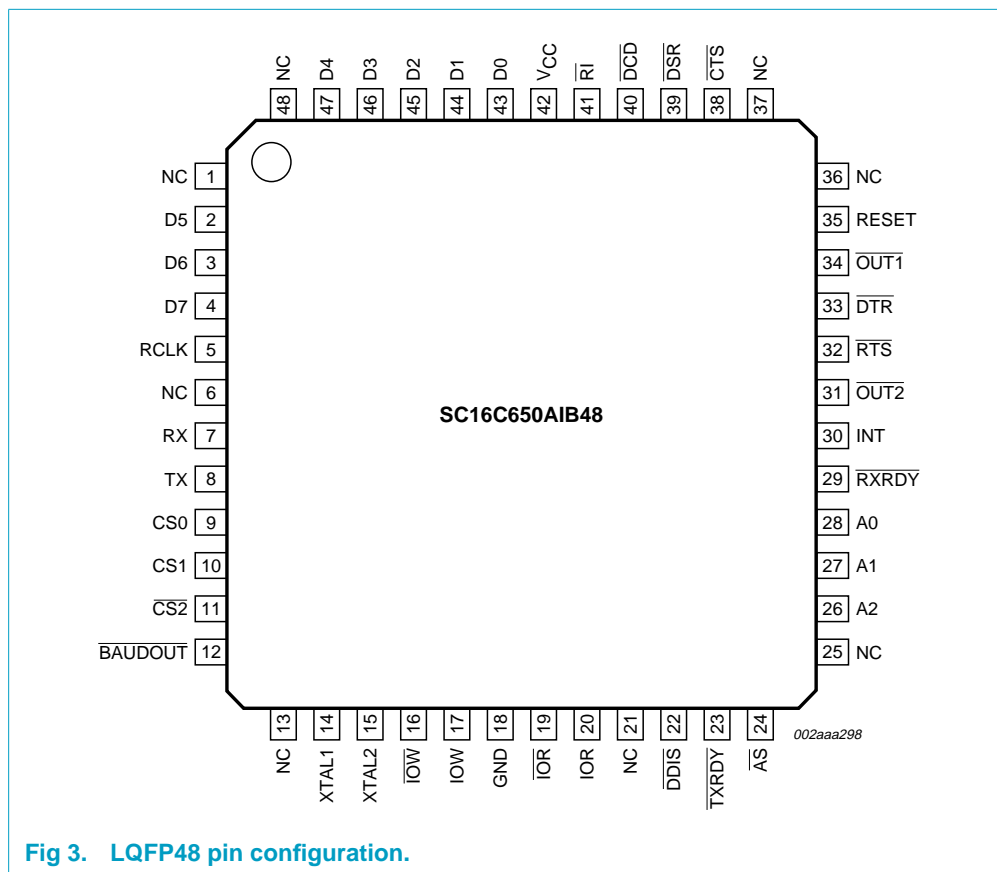 NC D4 D3 D2 D1 D0 VCC RI DCD DSR CTS NC
48 47 46 45 44 43 42 41 40 39 38 37
NC 1 36 NC
D5 2 35 RESET
D6 3 34 OUT1
D7 4 33 DTR
RCLK 5 32 RTS
NC 6 31 OUT2
SC16C650AIB48
RX 7 30 INT
TX 8 29 RXRDY
CS0 9 28 A0
CS1 10 27 A1
CS2 11 26 A2
BAUDOUT 12 25 NC
13 14 15 16 17 18 19 20 21 22 23 24
002aaa298
NC XTAL1 XTAL2 IOW IOW GND IOR IOR NC DDIS TXRDY AS
Fig 3. LQFP48 pin configuration.